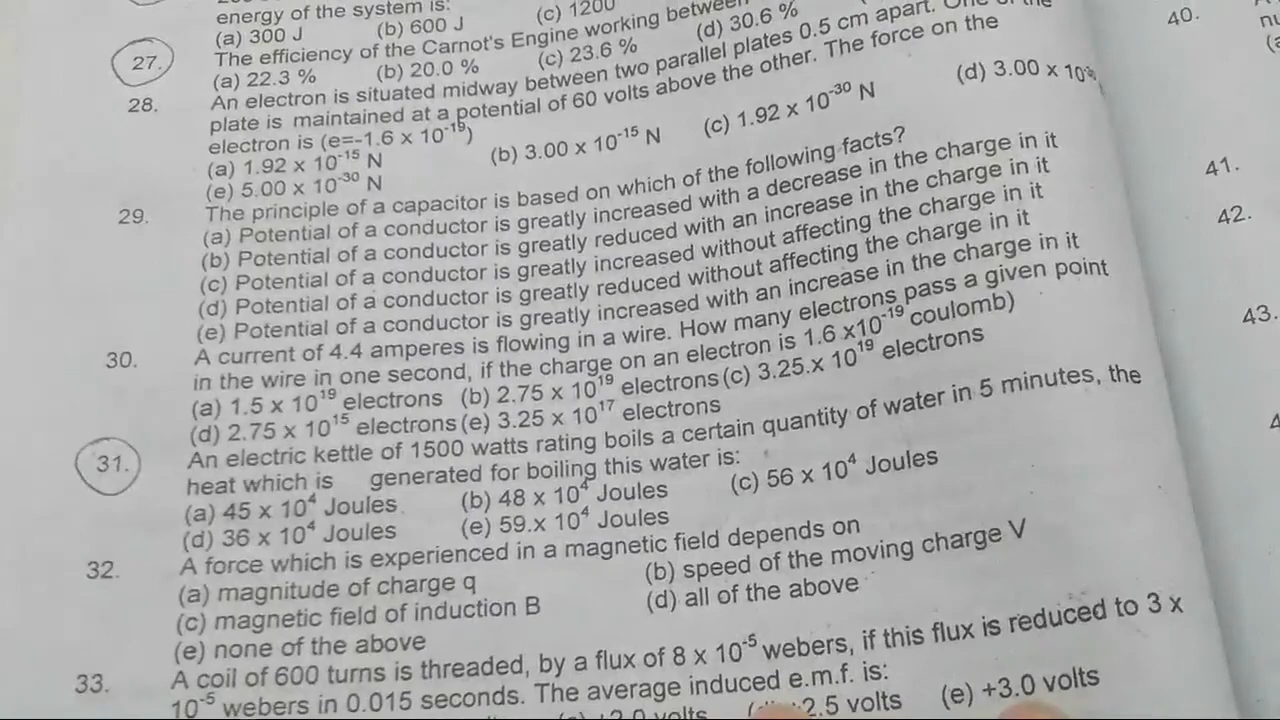 energy of the system is:
(a) 300 J (b) 600 J (c) 1200
27. The efficiency of the Carnot's Engine working between
(a) 22.3 % (b) 20.0 % (c) 23.6 % (d) 30.6 %
28. An electron is situated midway between two parallel plates 0.5 cm apart. One of the
plate is maintained at a potential of 60 volts above the other. The force on the
electron is (e=-1.6 x 10⁻¹⁹)
(a) 1.92 x 10⁻¹⁵ N (b) 3.00 x 10⁻¹⁵ N (c) 1.92 x 10⁻³⁰ N (d) 3.00 x
(e) 5.00 x 10⁻³⁰ N
29. The principle of a capacitor is based on which of the following facts?
(a) Potential of a conductor is greatly increased with a decrease in the charge in it
(b) Potential of a conductor is greatly reduced with an increase in the charge in it
(c) Potential of a conductor is greatly increased without affecting the charge in it
(d) Potential of a conductor is greatly reduced without affecting the charge in it
(e) Potential of a conductor is greatly increased with an increase in the charge in it
30. A current of 4.4 amperes is flowing in a wire. How many electrons pass a given point
in the wire in one second, if the charge on an electron is 1.6 x10⁻¹⁹ coulomb)
(a) 1.5 x 10¹⁹ electrons (b) 2.75 x 10¹⁹ electrons (c) 3.25.x 10¹⁹ electrons
(d) 2.75 x 10¹⁵ electrons (e) 3.25 x 10¹⁷ electrons
31. An electric kettle of 1500 watts rating boils a certain quantity of water in 5 minutes, the
heat which is generated for boiling this water is:
(a) 45 x 10⁴ Joules (b) 48 x 10⁴ Joules (c) 56 x 10⁴ Joules
(d) 36 x 10⁴ Joules (e) 59.x 10⁴ Joules
32. A force which is experienced in a magnetic field depends on
(a) magnitude of charge q (b) speed of the moving charge V
(c) magnetic field of induction B (d) all of the above
(e) none of the above
33. A coil of 600 turns is threaded, by a flux of 8 x 10⁻⁵ webers, if this flux is reduced to 3 x
10⁻⁵ webers in 0.015 seconds. The average induced e.m.f. is:
2.0 volts 2.5 volts (e) +3.0 volts
40.
41.
42.
43.